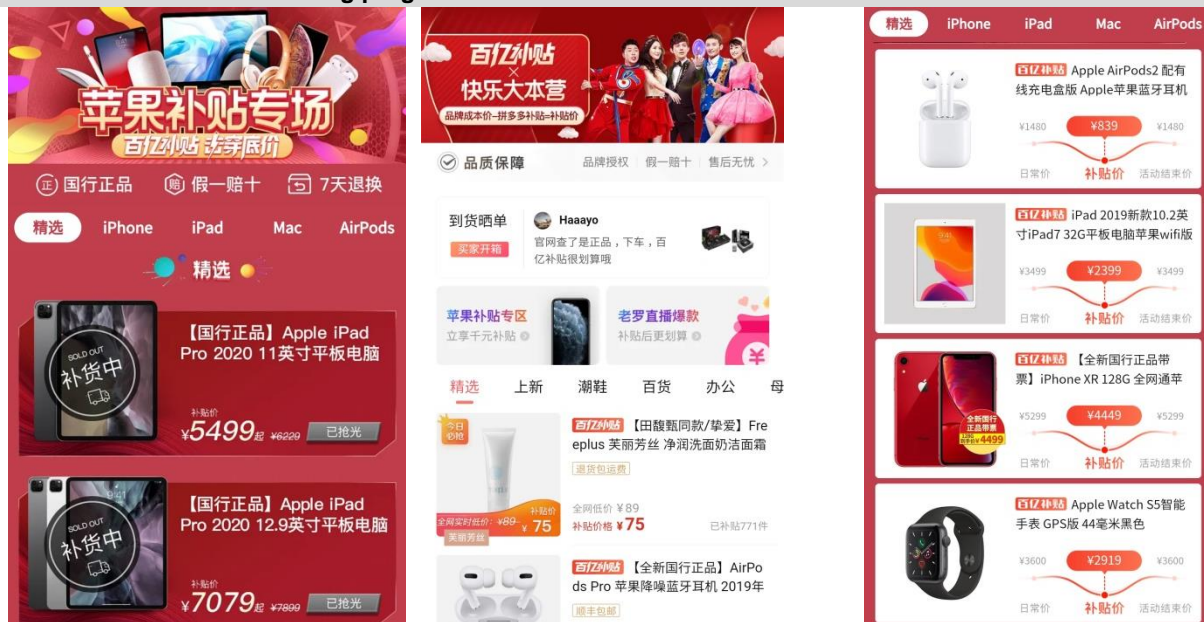 苹果补贴专场
百亿补贴 击穿底价
正 国行正品 赔 假一赔十 7天退换
精选 iPhone iPad Mac AirPods
精选
SOLD OUT
补货中
【国行正品】Apple iPad
Pro 2020 11英寸平板电脑
补贴价
¥5499起 ¥6229 已抢光
SOLD OUT
补货中
【国行正品】Apple iPad
Pro 2020 12.9英寸平板电脑
补贴价
¥7079起 ¥7899 已抢光
百亿补贴
×
快乐大本营
品牌成本价-拼多多补贴=补贴价
品质保障 品牌授权 假一赔十 售后无忧 >
到货晒单 Haaayo
买家开箱 官网查了是正品，下车，百
亿补贴很划算哦
苹果补贴专区
立享千元补贴
老罗直播爆款
补贴后更划算
¥
精选 上新 潮鞋 百货 办公 母
今日
必抢
百亿补贴 【田馥甄同款/挚爱】Fre
eplus 芙丽芳丝 净润洗面奶洁面霜
退货包运费
补贴价
全网实时低价: ¥89 ¥ 75
芙丽芳丝
全网低价 ¥89
补贴价格 ¥75 已补贴771件
百亿补贴 【全新国行正品】AirPo
ds Pro 苹果降噪蓝牙耳机 2019年
顺丰包邮
精选 iPhone iPad Mac AirPods
百亿补贴 Apple AirPods2 配有
线充电盒版 Apple苹果蓝牙耳机
¥1480 ¥839 ¥1480
日常价 补贴价 活动结束价
百亿补贴 iPad 2019新款10.2英
寸iPad7 32G平板电脑苹果wifi版
¥3499 ¥2399 ¥3499
日常价 补贴价 活动结束价
百亿补贴 【全新国行正品带
票】iPhone XR 128G 全网通苹
全新国行
正品带票
128G
到手价¥4499
¥5299 ¥4449 ¥5299
日常价 补贴价 活动结束价
百亿补贴 Apple Watch S5智能
手表 GPS版 44毫米黑色
¥3600 ¥2919 ¥3600
日常价 补贴价 活动结束价